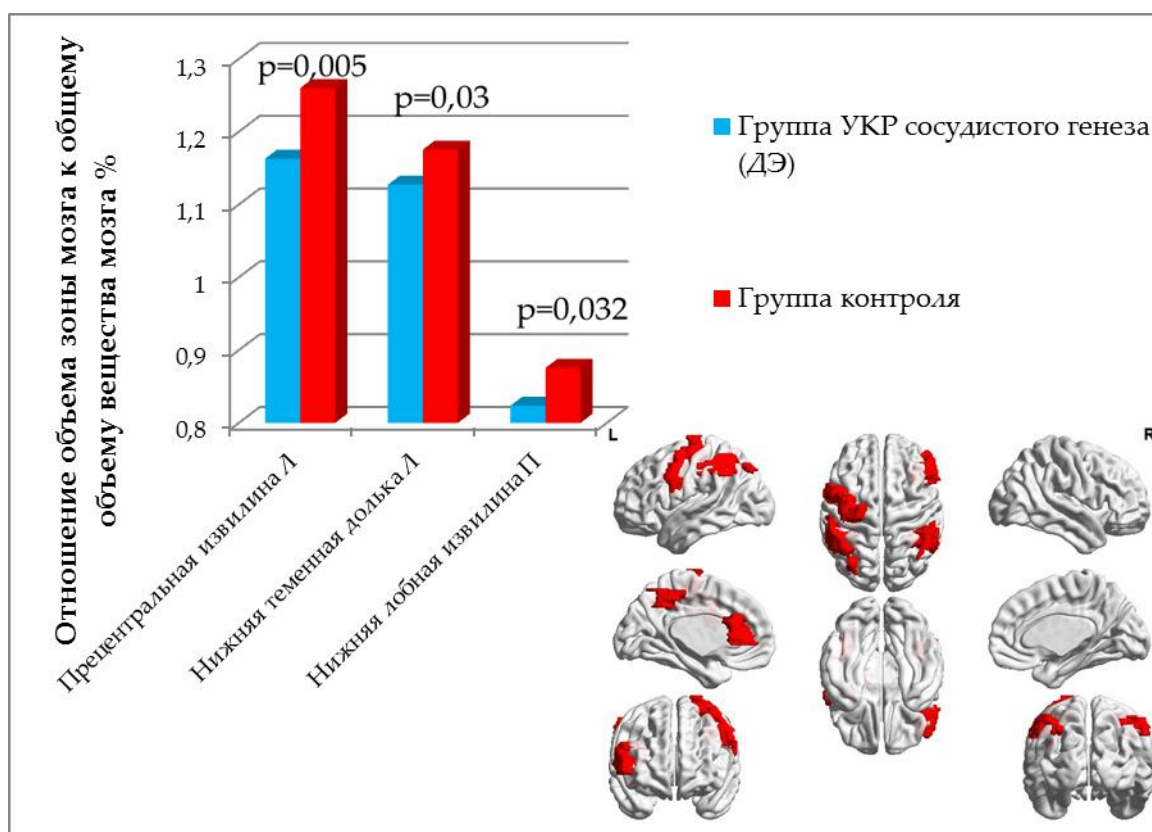 Отношение объема зоны мозга к общему
объему вещества мозга %
1,3
1,2
1,1
1
0,9
0,8
p=0,005
p=0,03
p=0,032
Прецентральная извилина Л
Нижняя теменная долька Л
Нижняя лобная извилина П
Группа УКР сосудистого генеза
(ДЭ)
Группа контроля
L
R